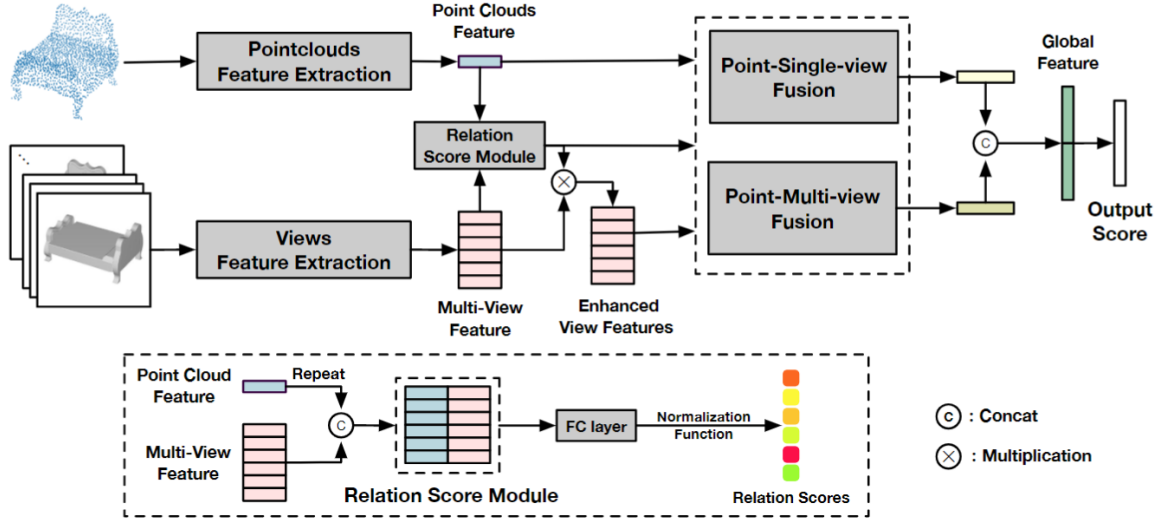 Point Clouds
Feature
Pointclouds
Feature Extraction
Global
Feature
Point-Single-view
Fusion
Relation
Score Module
C
Point-Multi-view
Fusion
Views
Feature Extraction
Output
Score
Multi-View
Feature
Enhanced
View Features
Point Cloud
Feature
Repeat
C
FC layer
Normalization
Function
Multi-View
Feature
Relation Score Module
Relation Scores
C : Concat
: Multiplication